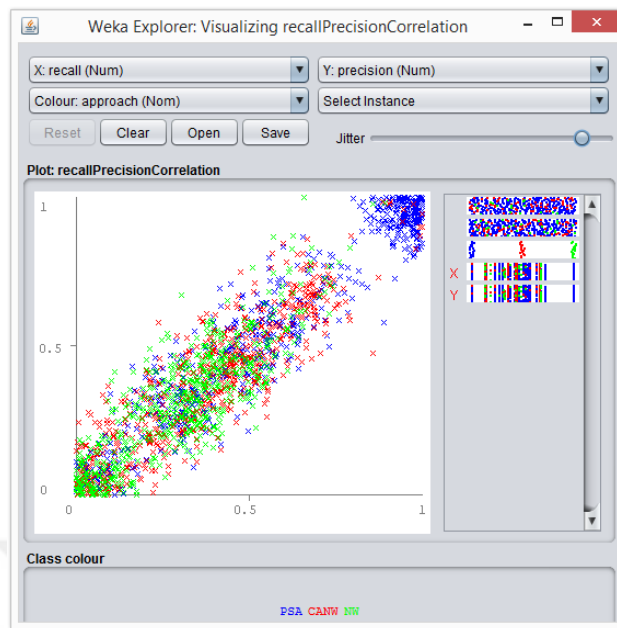 Weka Explorer: Visualizing recallPrecisionCorrelation
X: recall (Num) Y: precision (Num)
Colour: approach (Nom) Select Instance
Reset Clear Open Save Jitter
Plot: recallPrecisionCorrelation
1
0.5
0
0 0.5 1
X
Y
Class colour
PSA CANW NW